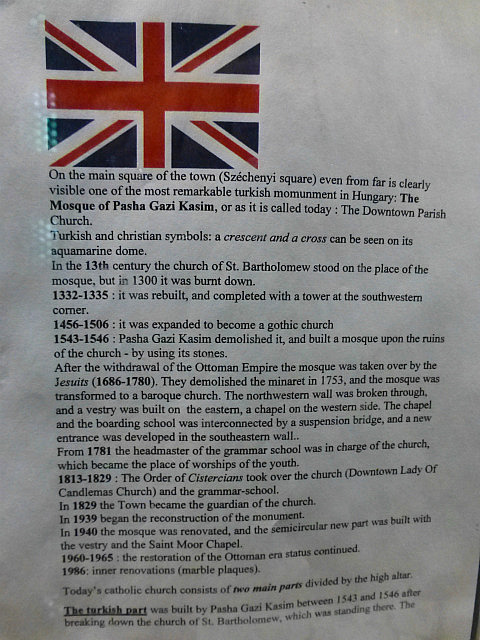 On the main square of the town (Széchenyi square) even from far is clearly
visible one of the most remarkable turkish momunment in Hungary: The
Mosque of Pasha Gazi Kasim, or as it is called today : The Downtown Parish
Church.
Turkish and christian symbols: a crescent and a cross can be seen on its
aquamarine dome.
In the 13th century the church of St. Bartholomew stood on the place of the
mosque, but in 1300 it was burnt down.
1332-1335 : it was rebuilt, and completed with a tower at the southwestern
corner.
1456-1506 : it was expanded to become a gothic church
1543-1546 : Pasha Gazi Kasim demolished it, and built a mosque upon the ruins
of the church - by using its stones.
After the withdrawal of the Ottoman Empire the mosque was taken over by the
Jesuits (1686-1780). They demolished the minaret in 1753, and the mosque was
transformed to a baroque church. The northwestern wall was broken through,
and a vestry was built on the eastern, a chapel on the western side. The chapel
and the boarding school was interconnected by a suspension bridge, and a new
entrance was developed in the southeastern wall..
From 1781 the headmaster of the grammar school was in charge of the church,
which became the place of worships of the youth.
1813-1829 : The Order of Cistercians took over the church (Downtown Lady Of
Candlemas Church) and the grammar-school.
In 1829 the Town became the guardian of the church.
In 1939 began the reconstruction of the monument.
In 1940 the mosque was renovated, and the semicircular new part was built with
the vestry and the Saint Moor Chapel.
1960-1965 : the restoration of the Ottoman era status continued.
1986: inner renovations (marble plaques).
Today's catholic church consists of two main parts divided by the high altar.
The turkish part was built by Pasha Gazi Kasim between 1543 and 1546 after
breaking down the church of St. Bartholomew, which was standing there. The